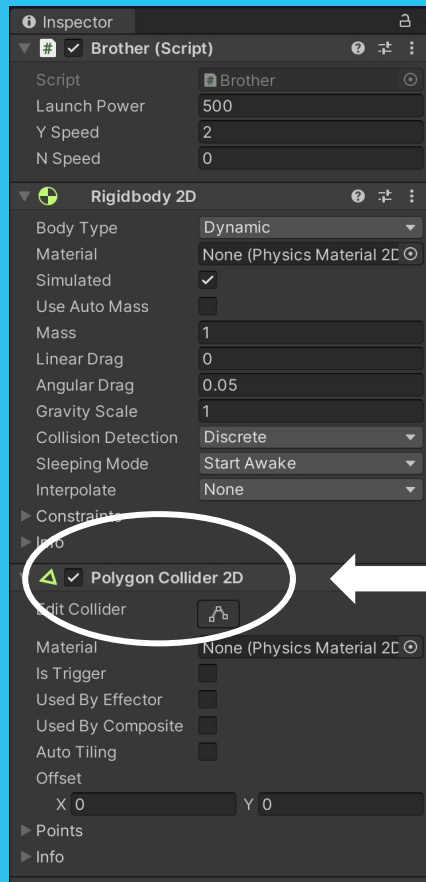 Inspector
# Brother (Script)
Script # Brother
Launch Power 500
Y Speed 2
N Speed 0
Rigidbody 2D
Body Type Dynamic
Material None (Physics Material 2D
Simulated
Use Auto Mass
Mass 1
Linear Drag 0
Angular Drag 0.05
Gravity Scale 1
Collision Detection Discrete
Sleeping Mode Start Awake
Interpolate None
Constraints
Info
Polygon Collider 2D
Edit Collider
Material None (Physics Material 2D
Is Trigger
Used By Effector
Used By Composite
Auto Tiling
Offset
X 0 Y 0
Points
Info